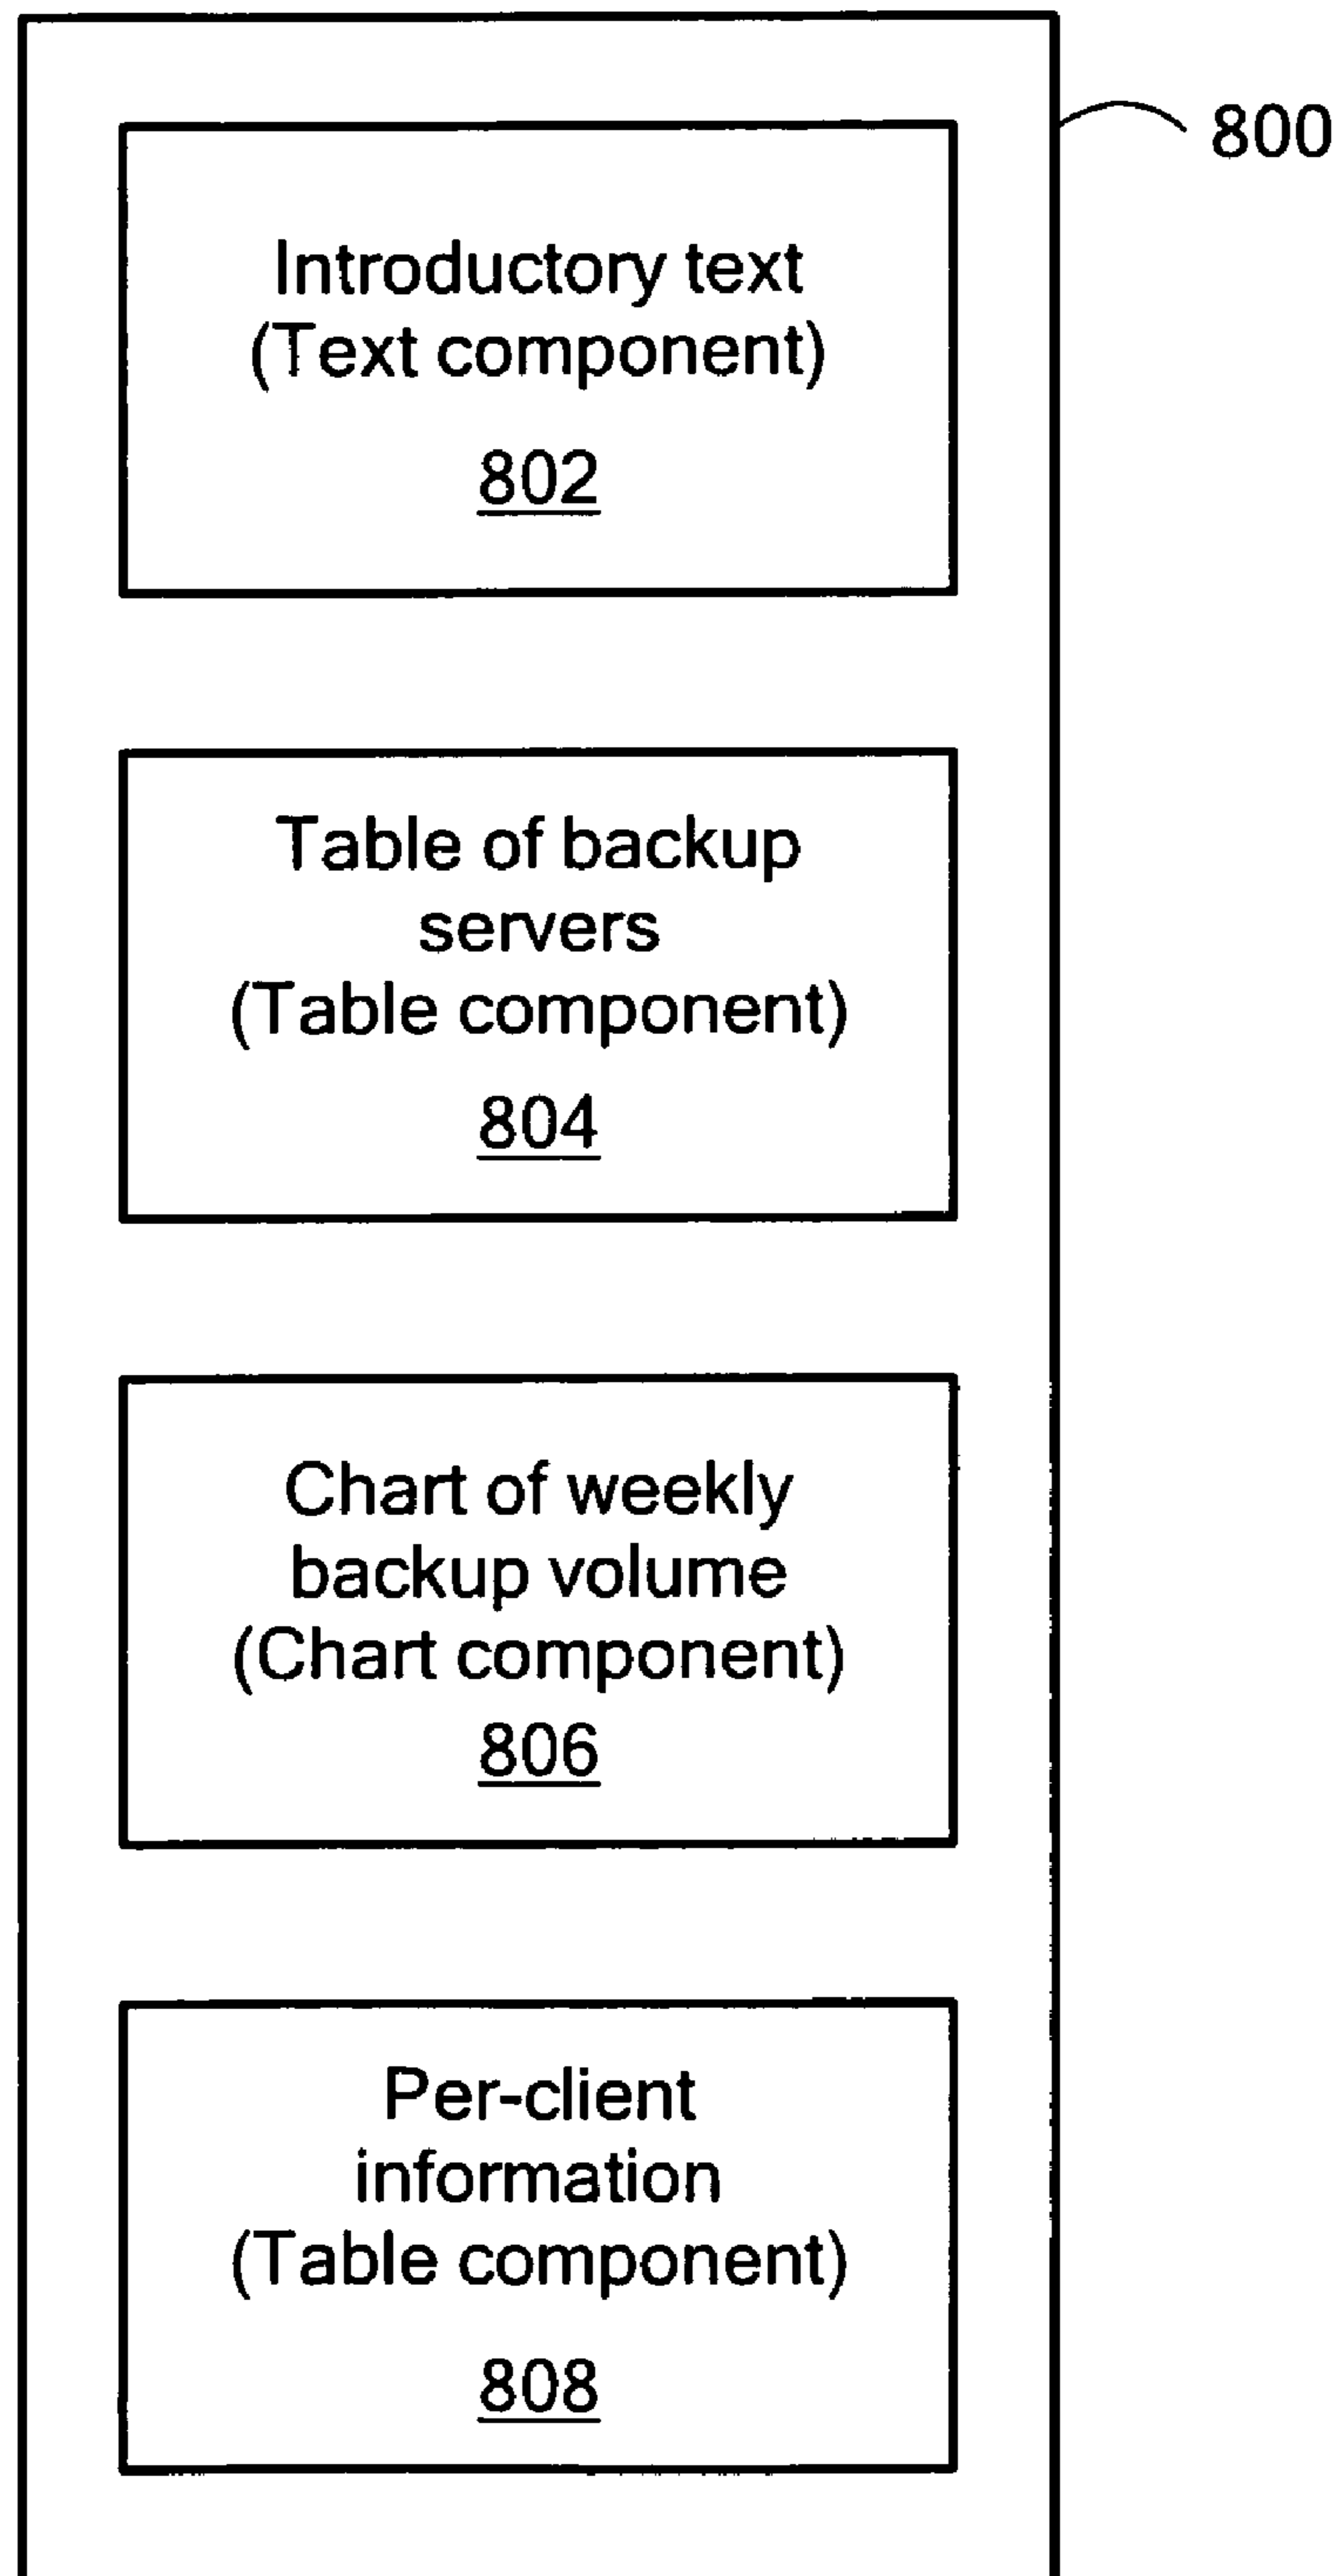 800
Introductory text
(Text component)
802
Table of backup
servers
(Table component)
804
Chart of weekly
backup volume
(Chart component)
806
Per-client
information
(Table component)
808